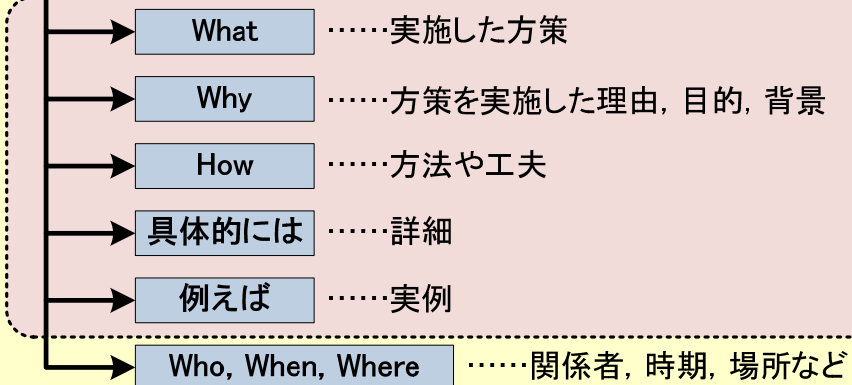 What ……実施した方策
Why ……方策を実施した理由，目的，背景
How ……方法や工夫
具体的には ……詳細
例えば ……実例
Who, When, Where ……関係者，時期，場所など